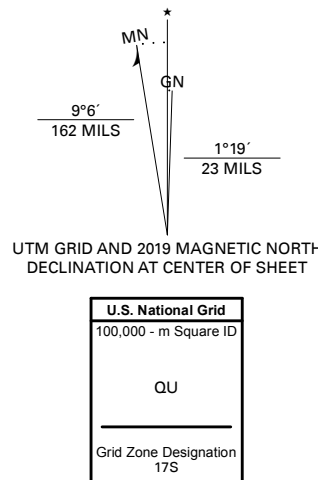 ★
MN
GN
9°6´
162 MILS
1°19´
23 MILS
UTM GRID AND 2019 MAGNETIC NORTH
DECLINATION AT CENTER OF SHEET
U.S. National Grid
100,000 - m Square ID
QU
Grid Zone Designation
17S